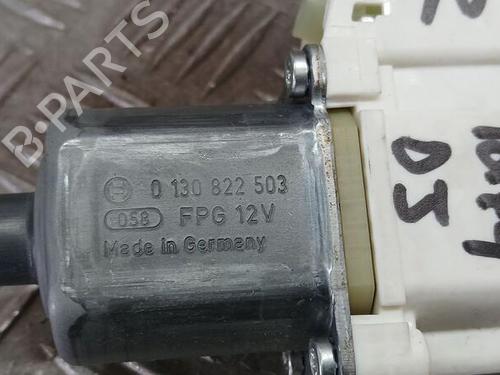 B-PARTS
0 130 822 503
058 FPG 12V
Made in Germany